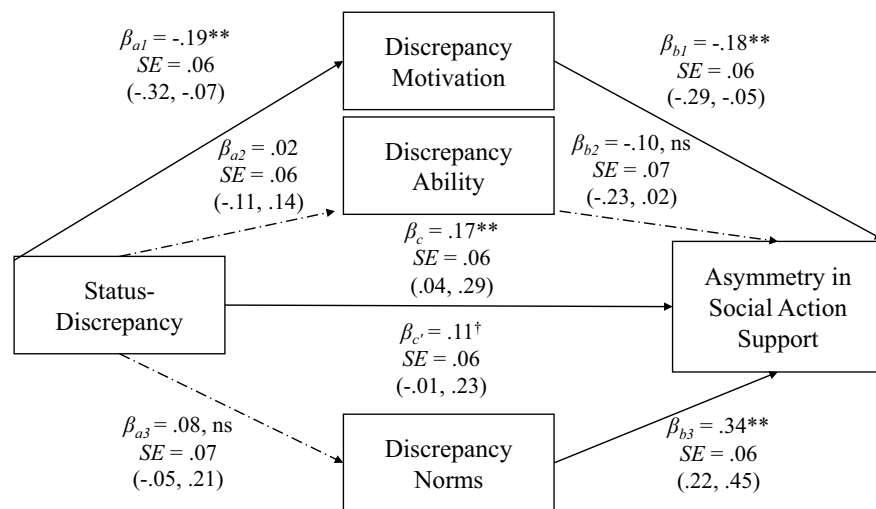 βa1 = -.19**
SE = .06
(-.32, -.07)
Discrepancy
Motivation
βb1 = -.18**
SE = .06
(-.29, -.05)
βa2 = .02
SE = .06
(-.11, .14)
Discrepancy
Ability
βb2 = -.10, ns
SE = .07
(-.23, .02)
βc = .17**
SE = .06
(.04, .29)
Status-
Discrepancy
Asymmetry in
Social Action
Support
βc' = .11†
SE = .06
(-.01, .23)
βa3 = .08, ns
SE = .07
(-.05, .21)
Discrepancy
Norms
βb3 = .34**
SE = .06
(.22, .45)